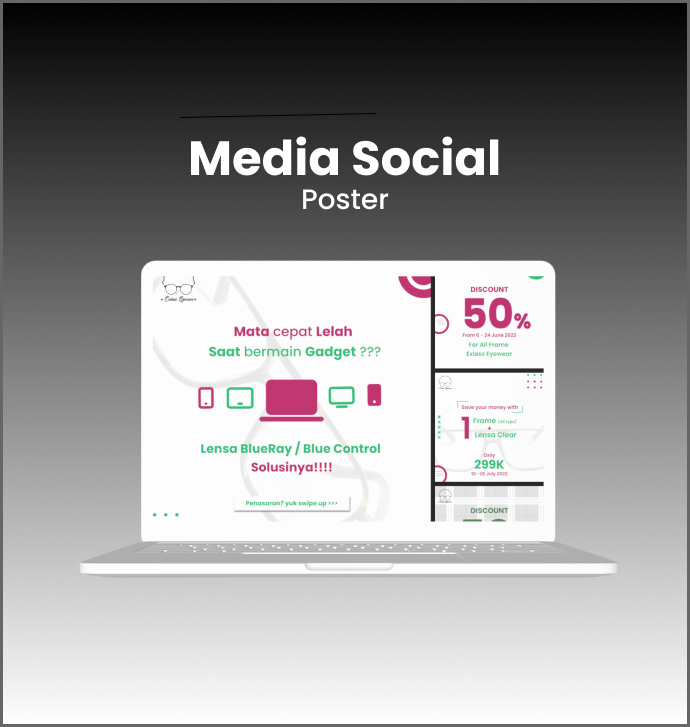 Media Social
Poster
Mata cepat Lelah
Saat bermain Gadget ???
Lensa BlueRay / Blue Control
Solusinya!!!!
Penasaran? yuk swipe up >>>
DISCOUNT
50%
From 6 - 24 June 2022
For All Frame
Exless Eyewear
Save your money with
1 Frame (all type)
+
Lensa Clear
Only
299K
10 - 28 July 2022
DISCOUNT